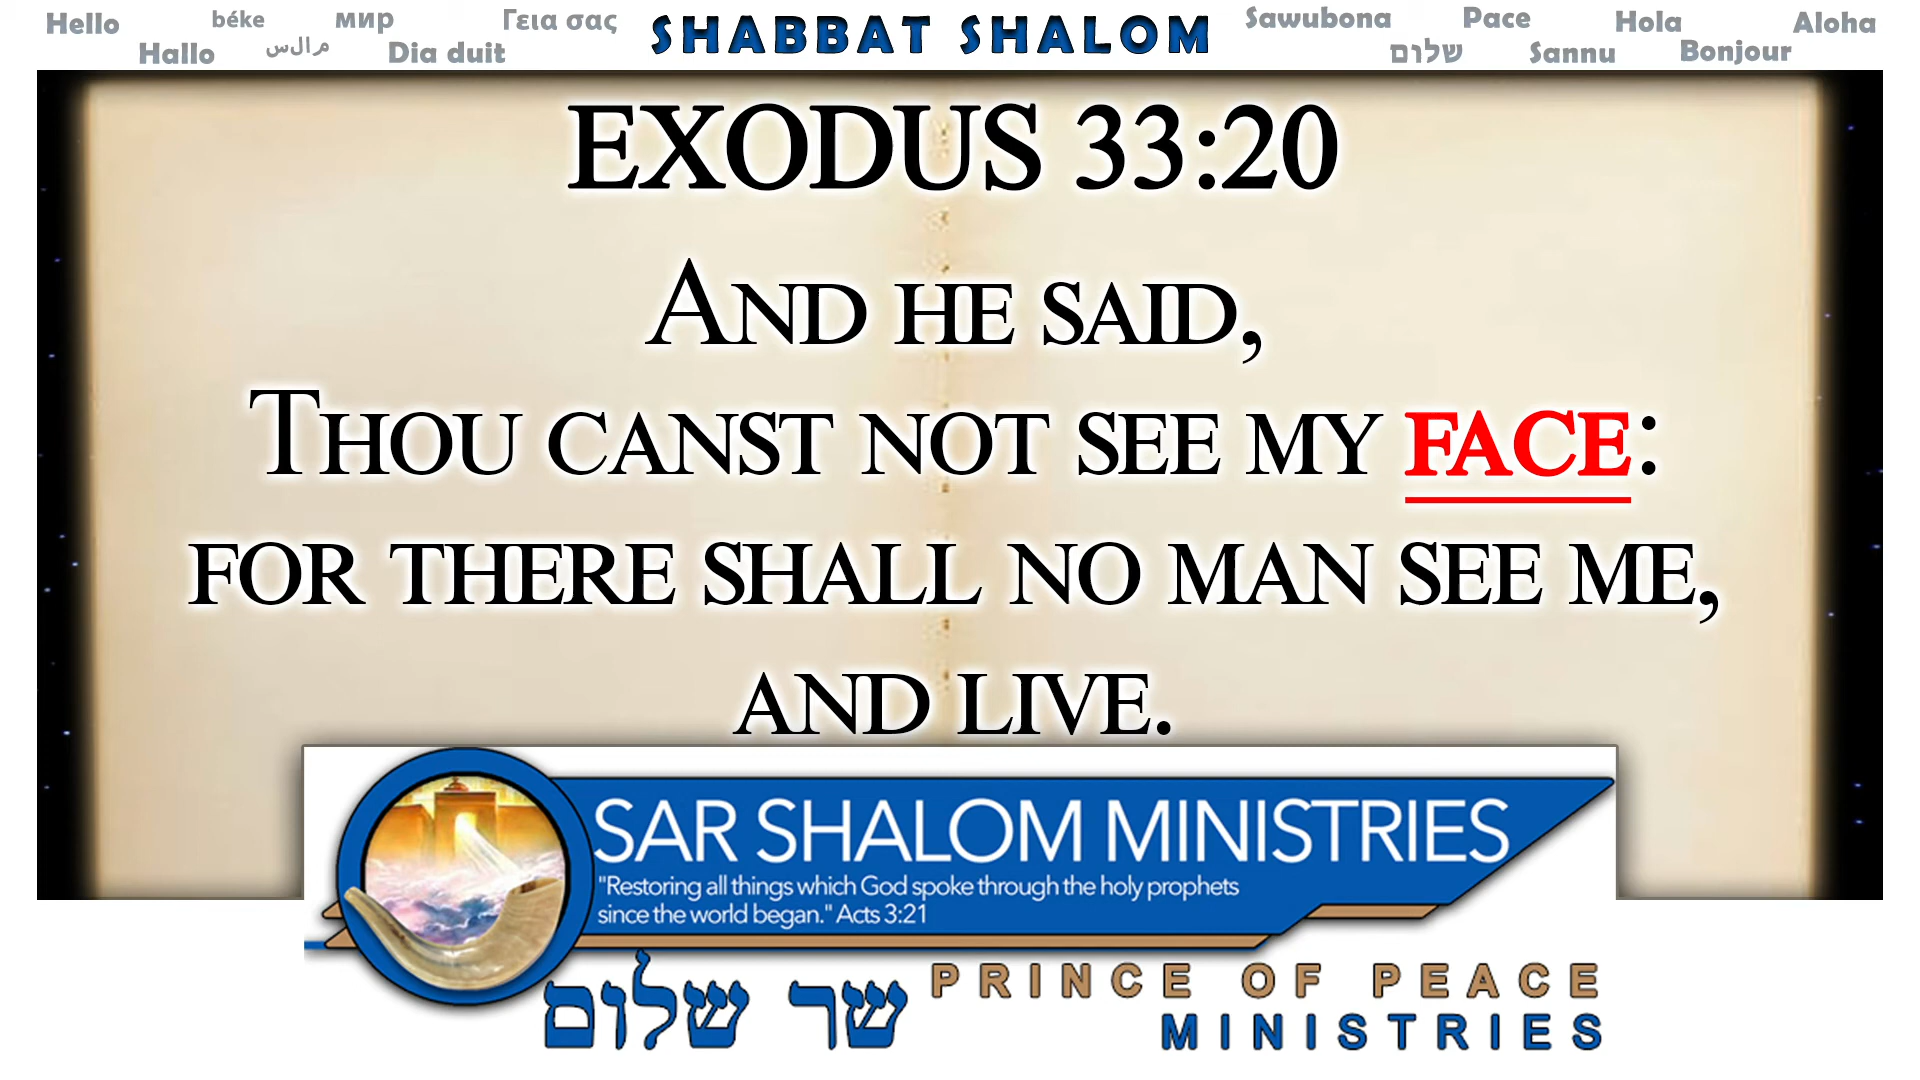 Hello béke мир Γεια σας SHABBAT SHALOM Sawubona Pace Hola Aloha
Hallo Dia duit שלום Sannu Bonjour
EXODUS 33:20
And he said,
Thou canst not see my face:
for there shall no man see me,
and live.
SAR SHALOM MINISTRIES
"Restoring all things which God spoke through the holy prophets
since the world began." Acts 3:21
שר שלום
PRINCE OF PEACE
MINISTRIES